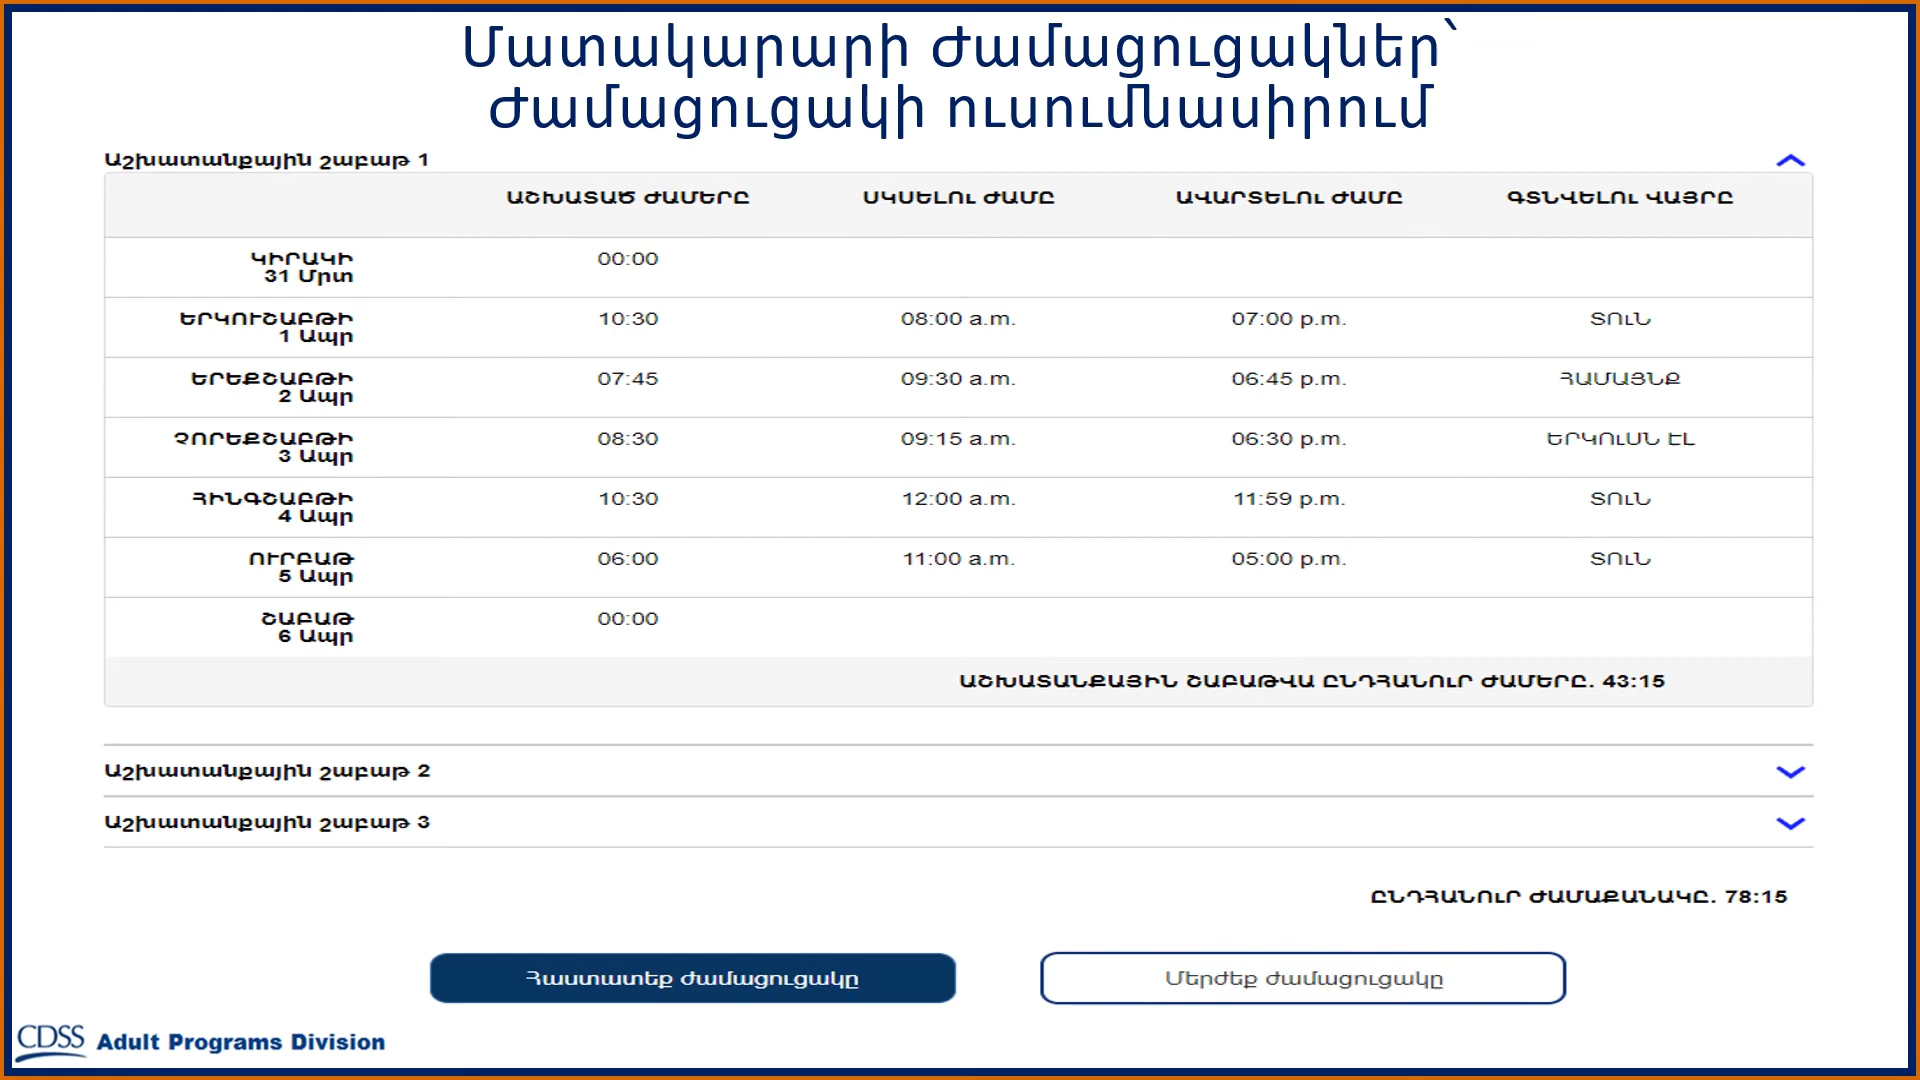 Մատակարարի Ժամացուցակներ՝
Ժամացուցակի ուսումնասիրում
Աշխատանքային շաբաթ 1
ԱՇԽԱՏԱԾ ԺԱՄԵՐԸ ՍԿՍԵԼՈւ ԺԱՄԸ ԱՎԱՐՏԵԼՈւ ԺԱՄԸ ԳՏՆՎԵԼՈւ ՎԱՅՐԸ
ԿԻՐԱԿԻ 00:00
31 Մրտ
ԵՐԿՈՒՇԱԲԹԻ 10:30 08:00 a.m. 07:00 p.m. ՏՈւՆ
1 Ապր
ԵՐԵՔՇԱԲԹԻ 07:45 09:30 a.m. 06:45 p.m. ՀԱՄԱՅՆՔ
2 Ապր
ՉՈՐԵՔՇԱԲԹԻ 08:30 09:15 a.m. 06:30 p.m. ԵՐԿՈւՍՆ ԷԼ
3 Ապր
ՀԻՆԳՇԱԲԹԻ 10:30 12:00 a.m. 11:59 p.m. ՏՈւՆ
4 Ապր
ՈՒՐԲԱԹ 06:00 11:00 a.m. 05:00 p.m. ՏՈւՆ
5 Ապր
ՇԱԲԱԹ 00:00
6 Ապր
ԱՇԽԱՏԱՆՔԱՅԻՆ ՇԱԲԱԹՎԱ ԸՆԴՀԱՆՈւՐ ԺԱՄԵՐԸ. 43:15
Աշխատանքային շաբաթ 2
Աշխատանքային շաբաթ 3
ԸՆԴՀԱՆՈւՐ ԺԱՄԱՔԱՆԱԿԸ. 78:15
Հաստատեք ժամացուցակը Մերժեք ժամացուցակը
CDSS Adult Programs Division